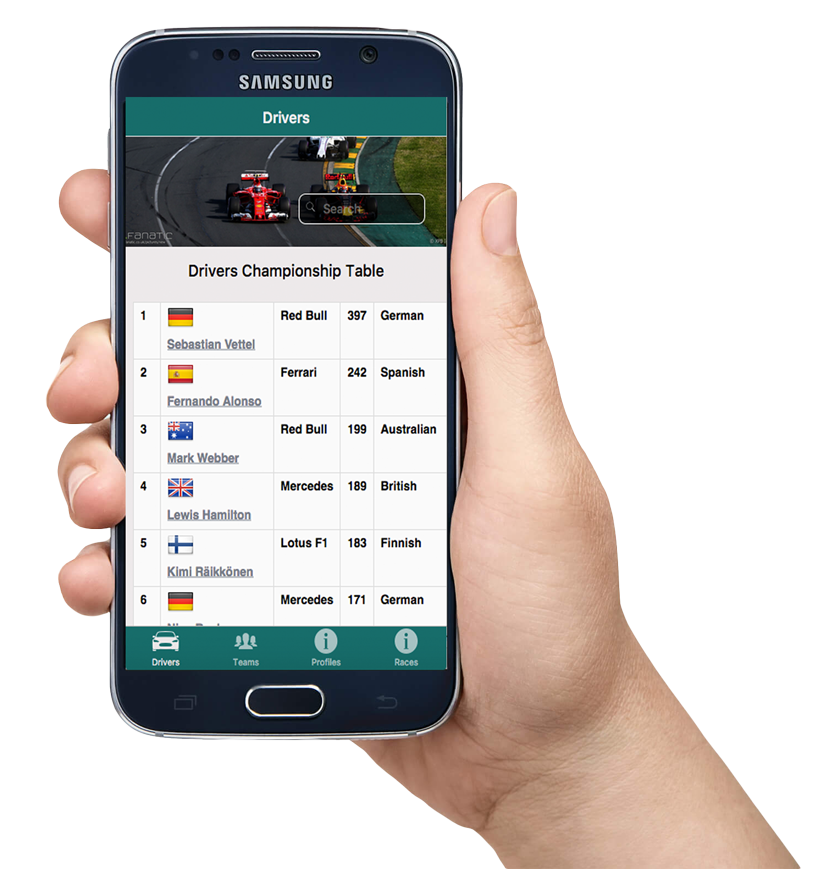 SAMSUNG
Drivers
Search
FANATIC
Drivers Championship Table
1 Red Bull 397 German
Sebastian Vettel
2 Ferrari 242 Spanish
Fernando Alonso
3 Red Bull 199 Australian
Mark Webber
4 Mercedes 189 British
Lewis Hamilton
5 Lotus F1 183 Finnish
Kimi Räikkönen
6 Mercedes 171 German
Drivers Teams Profiles Races